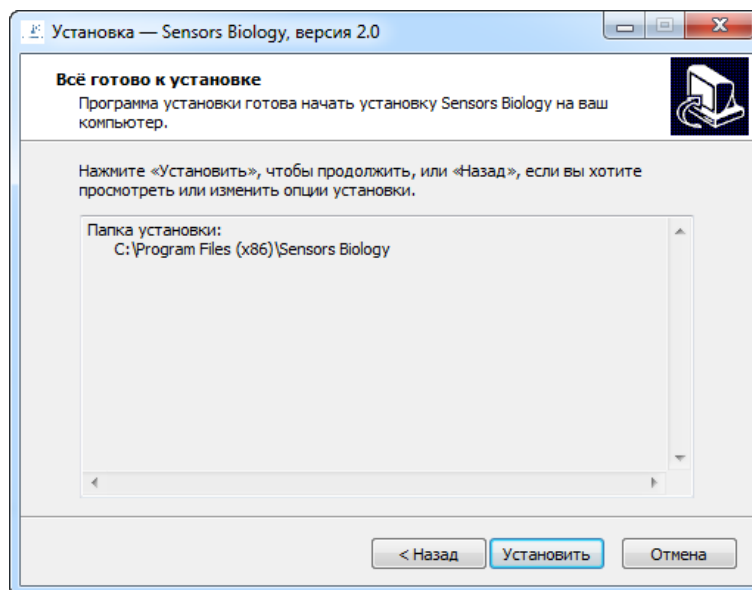 Установка — Sensors Biology, версия 2.0
Всё готово к установке
Программа установки готова начать установку Sensors Biology на ваш
компьютер.
Нажмите «Установить», чтобы продолжить, или «Назад», если вы хотите
просмотреть или изменить опции установки.
Папка установки:
C:\Program Files (x86)\Sensors Biology
< Назад
Установить
Отмена